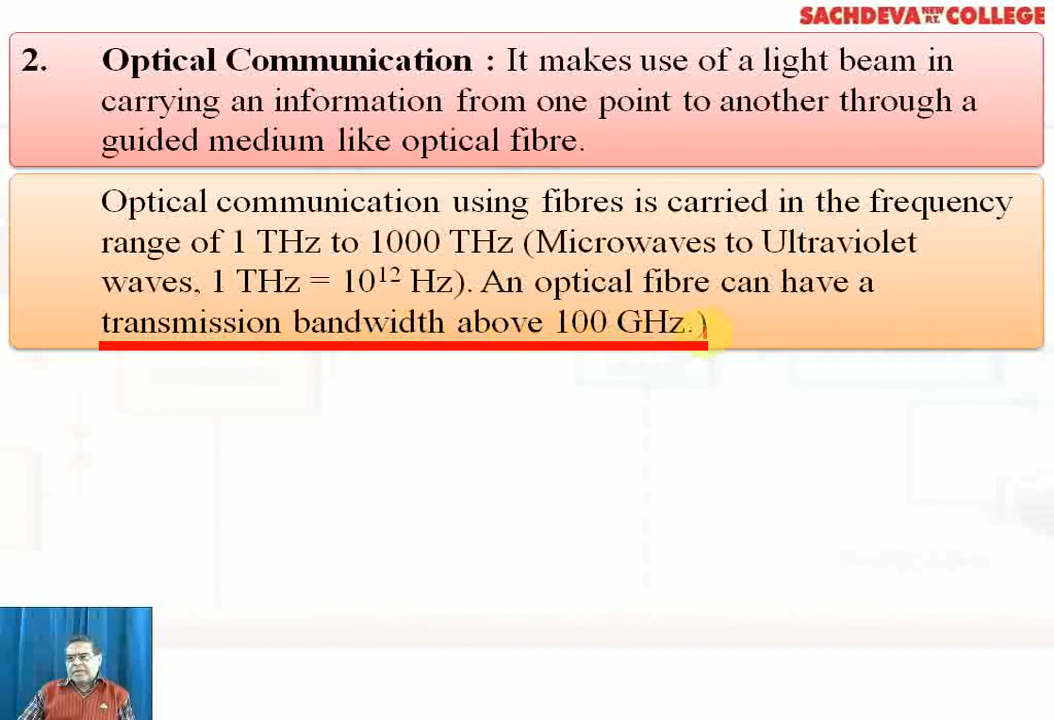 SACHDEVA NEW P.T. COLLEGE
2. Optical Communication : It makes use of a light beam in
carrying an information from one point to another through a
guided medium like optical fibre.
Optical communication using fibres is carried in the frequency
range of 1 THz to 1000 THz (Microwaves to Ultraviolet
waves, 1 THz = 10¹² Hz). An optical fibre can have a
transmission bandwidth above 100 GHz.)